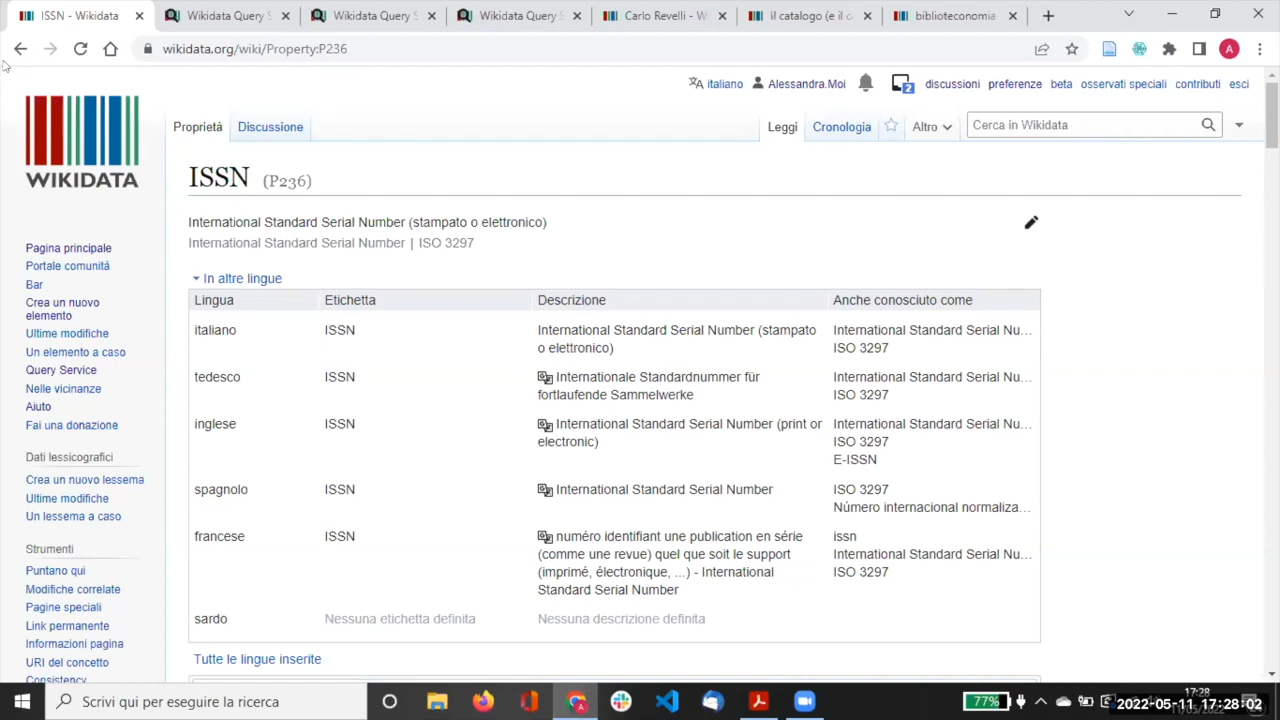 ISSN - Wikidata
Wikidata Query S
Wikidata Query S
Wikidata Query S
Carlo Revelli - W
il catalogo (e il c
biblioteconomia
wikidata.org/wiki/Property:P236
A
italiano
Alessandra.Moi
2
discussioni
preferenze
beta
osservati speciali
contributi
esci
WIKIDATA
Proprietà
Discussione
Leggi
Cronologia
Altro
Cerca in Wikidata
ISSN (P236)
International Standard Serial Number (stampato o elettronico)
International Standard Serial Number | ISO 3297
In altre lingue
Lingua Etichetta Descrizione Anche conosciuto come
italiano ISSN International Standard Serial Number (stampato International Standard Serial Nu…
o elettronico) ISO 3297
tedesco ISSN Internationale Standardnummer für International Standard Serial Nu…
fortlaufende Sammelwerke ISO 3297
inglese ISSN International Standard Serial Number (print or International Standard Serial Nu…
electronic) ISO 3297
E-ISSN
spagnolo ISSN International Standard Serial Number ISO 3297
Número internacional normaliza…
francese ISSN numéro identifiant une publication en série issn
(comme une revue) quel que soit le support International Standard Serial Nu…
(imprimé, électronique, ...) - International ISO 3297
Standard Serial Number
sardo Nessuna etichetta definita Nessuna descrizione definita
Tutte le lingue inserite
Pagina principale
Portale comunità
Bar
Crea un nuovo
elemento
Ultime modifiche
Un elemento a caso
Query Service
Nelle vicinanze
Aiuto
Fai una donazione
Dati lessicografici
Crea un nuovo lessema
Ultime modifiche
Un lessema a caso
Strumenti
Puntano qui
Modifiche correlate
Pagine speciali
Link permanente
Informazioni pagina
URI del concetto
Consistency
Scrivi qui per eseguire la ricerca
77%
17:28
2022-05-11 17:28:02